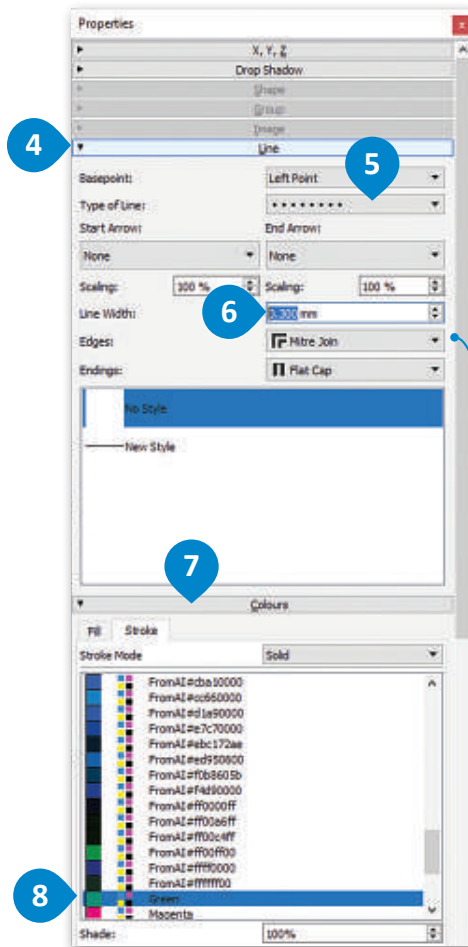 Properties
x
X, Y, Z
Drop Shadow
Shape
Group
Image
4
Line
5
Basepoint: Left Point
Type of Line:
Start Arrow: End Arrow:
None None
Scaling: 100 % Scaling: 100 %
Line Width: 6 0.300 mm
Edges: Mitre Join
Endings: Flat Cap
No Style
New Style
7
Colours
Fill Stroke
Stroke Mode Solid
FromAI#cba10000
FromAI#cc660000
FromAI#d1a90000
FromAI#e7c70000
FromAI#ebc172ae
FromAI#ed950600
FromAI#f0b8605b
FromAI#f4d90000
FromAI#ff0000ff
FromAI#ff00a6ff
FromAI#ff00c4ff
FromAI#ff00ff00
FromAI#ffff0000
FromAI#ffffff00
8 Green
Magenta
Shade: 100%